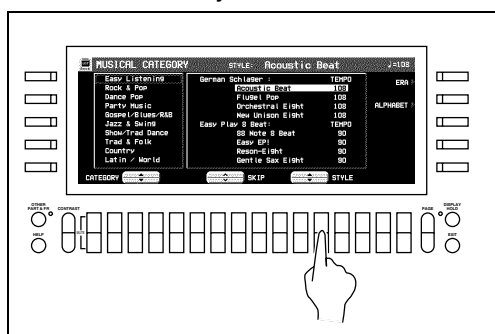 MUSICAL CATEGORY STYLE: Acoustic Beat ♩=108
Easy Listening
Rock & Pop
Dance Pop
Party Music
Gospel/Blues/R&B
Jazz & Swing
Show/Trad Dance
Trad & Folk
Country
Latin / World
German Schlager : TEMPO
Acoustic Beat 108
Flugel Pop 108
Orchestral Eight 108
New Unison Eight 108
Easy Play 8 Beat : TEMPO
88 Note 8 Beat 90
Easy EP! 90
Reson-Eight 90
Gentle Sax Eight 90
ERA
ALPHABET
CATEGORY SKIP STYLE
OTHER
PART & FR
CONTRAST
HELP
MUTE
PAGE
DISPLAY
HOLD
EXIT